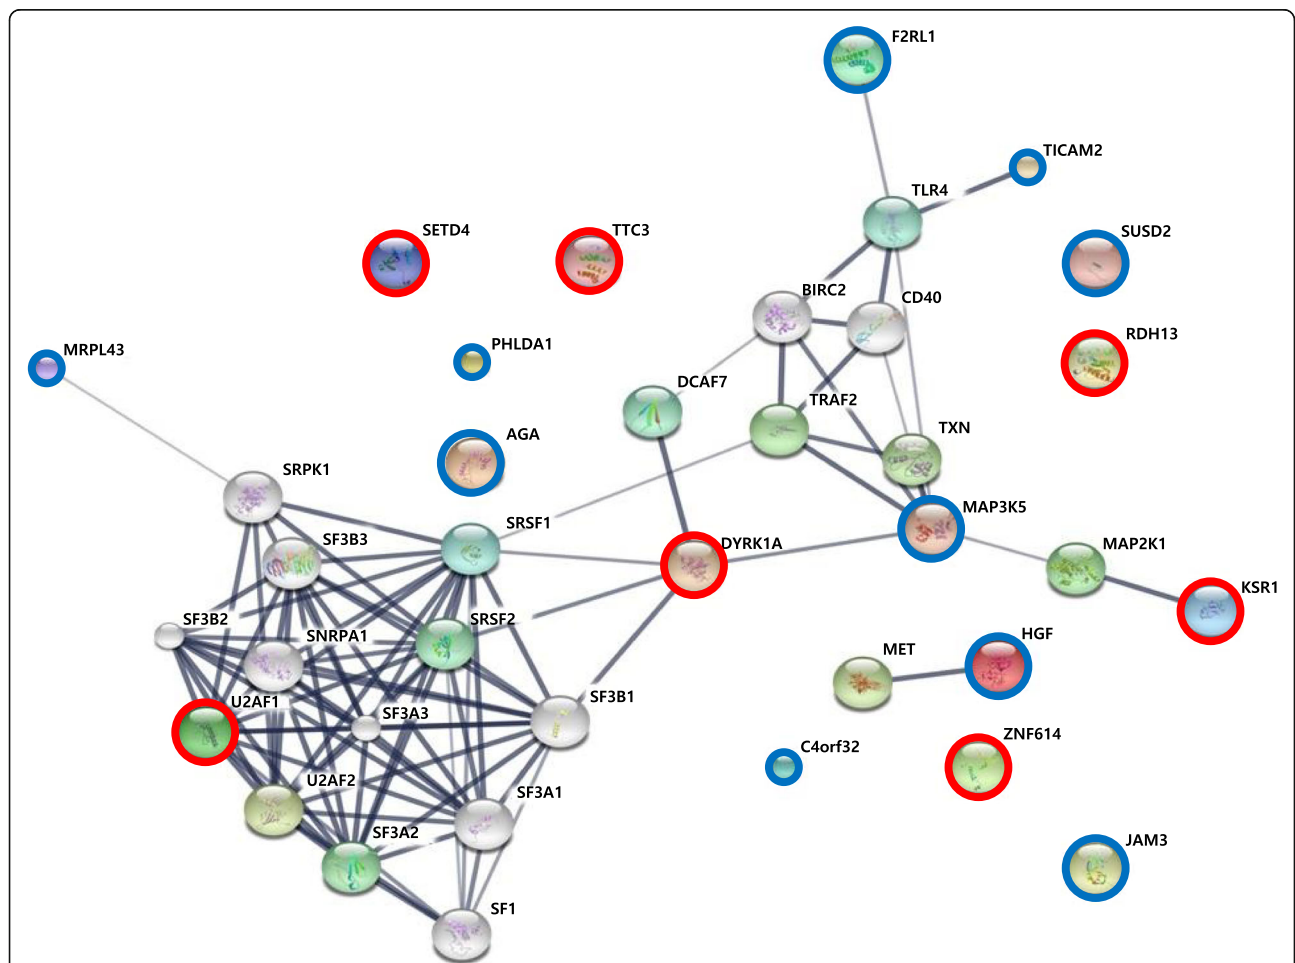 F2RL1
TICAM2
TLR4
SETD4
TTC3
SUSD2
BIRC2
CD40
RDH13
MRPL43
PHLDA1
DCAF7
TRAF2
TXN
AGA
SRPK1
MAP3K5
SRSF1
SF3B3
DYRK1A
MAP2K1
KSR1
SF3B2
SNRPA1
SRSF2
HGF
MET
SF3B1
U2AF1
SF3A3
ZNF614
C4orf32
U2AF2
SF3A1
SF3A2
JAM3
SF1